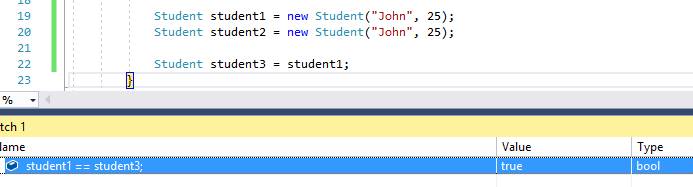 19 Student student1 = new Student("John", 25);
20 Student student2 = new Student("John", 25);
21
22 Student student3 = student1;
23 }
%
tch 1
lame Value Type
student1 == student3; true bool